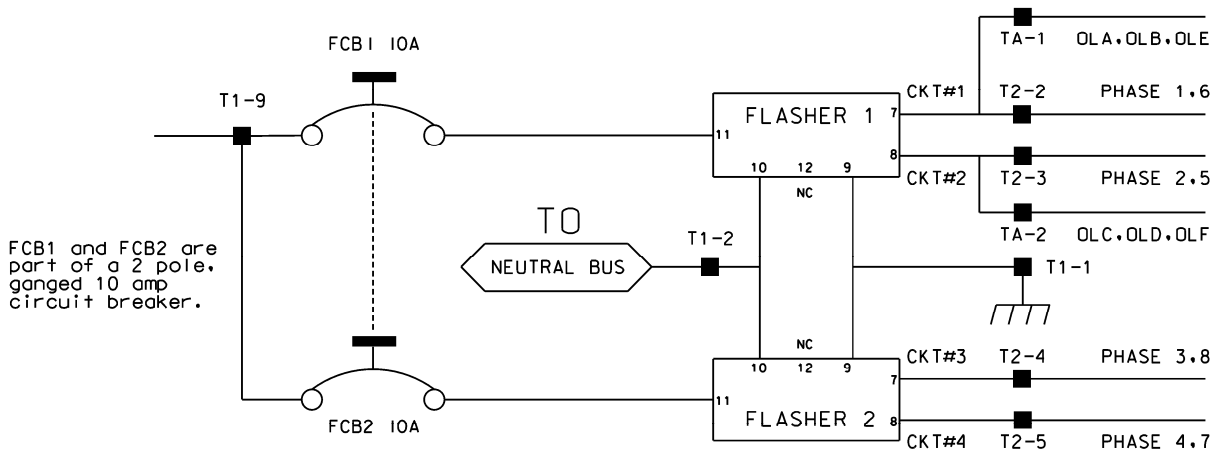 FCB1 10A
T1-9
FCB1 and FCB2 are
part of a 2 pole,
ganged 10 amp
circuit breaker.
FCB2 10A
TO
NEUTRAL BUS
T1-2
FLASHER 1
11
10 12 9
NC
7
8
CKT#1
CKT#2
TA-1 OLA,OLB,OLE
T2-2 PHASE 1,6
T2-3 PHASE 2,5
TA-2 OLC,OLD,OLF
T1-1
NC
10 12 9
11
FLASHER 2
7
8
CKT#3 T2-4 PHASE 3,8
CKT#4 T2-5 PHASE 4,7